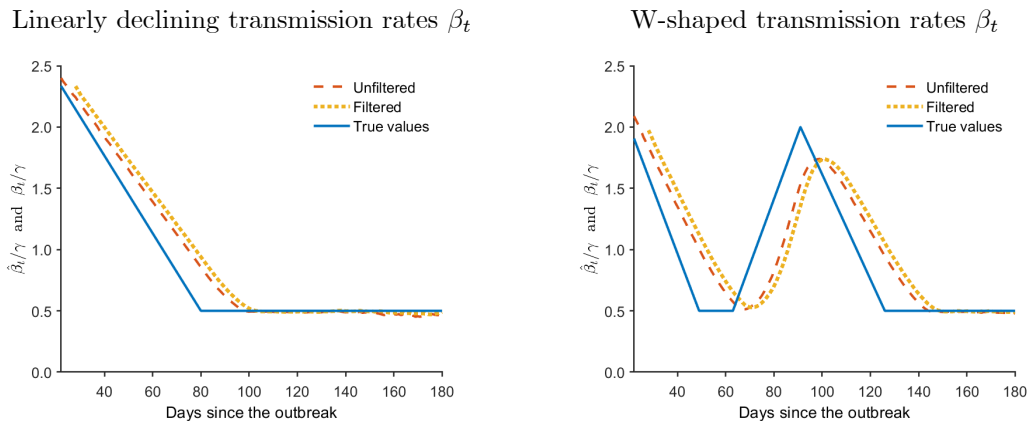 Linearly declining transmission rates βt
W-shaped transmission rates βt
2.5
2.0
1.5
1.0
0.5
0.0
β̂t/γ and βt/γ
Unfiltered
Filtered
True values
40 60 80 100 120 140 160 180
Days since the outbreak
2.5
2.0
1.5
1.0
0.5
0.0
β̂t/γ and βt/γ
Unfiltered
Filtered
True values
40 60 80 100 120 140 160 180
Days since the outbreak